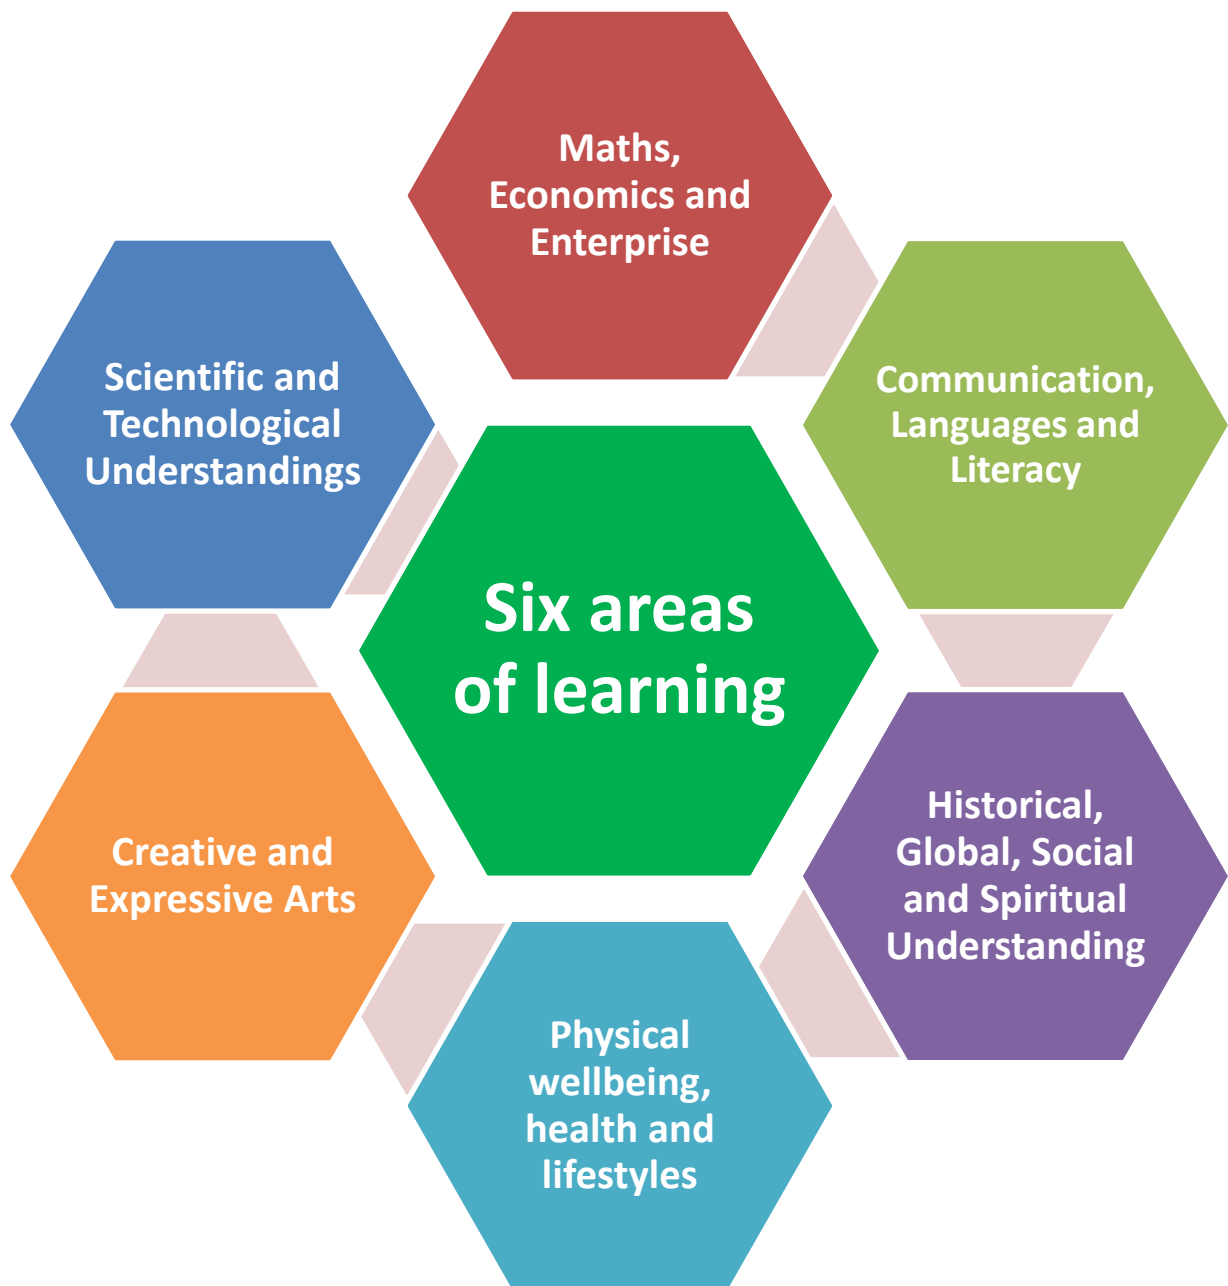 Maths,
Economics and
Enterprise
Scientific and
Technological
Understandings
Communication,
Languages and
Literacy
Six areas
of learning
Creative and
Expressive Arts
Historical,
Global, Social
and Spiritual
Understanding
Physical
wellbeing,
health and
lifestyles